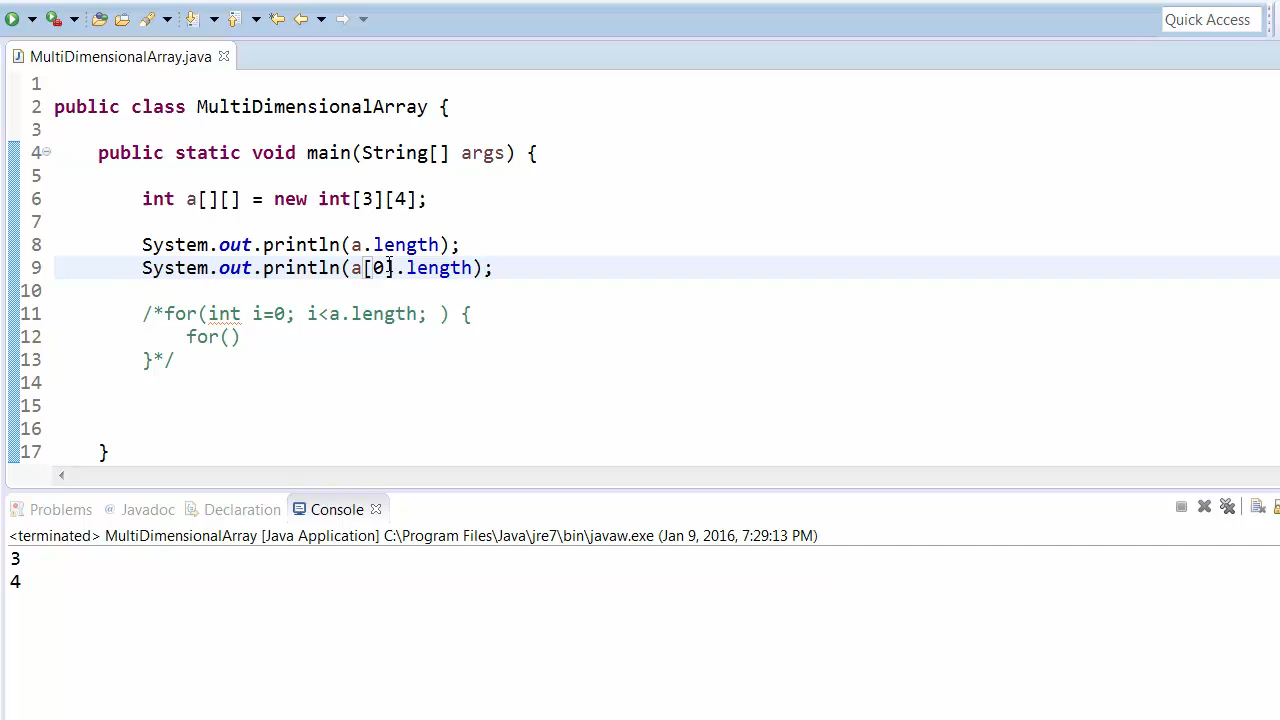 Quick Access
MultiDimensionalArray.java
1
2 public class MultiDimensionalArray {
3
4 public static void main(String[] args) {
5
6 int a[][] = new int[3][4];
7
8 System.out.println(a.length);
9 System.out.println(a[0].length);
10
11 /*for(int i=0; i<a.length; ) {
12 for()
13 }*/
14
15
16
17 }
Problems @ Javadoc Declaration Console
<terminated> MultiDimensionalArray [Java Application] C:\Program Files\Java\jre7\bin\javaw.exe (Jan 9, 2016, 7:29:13 PM)
3
4